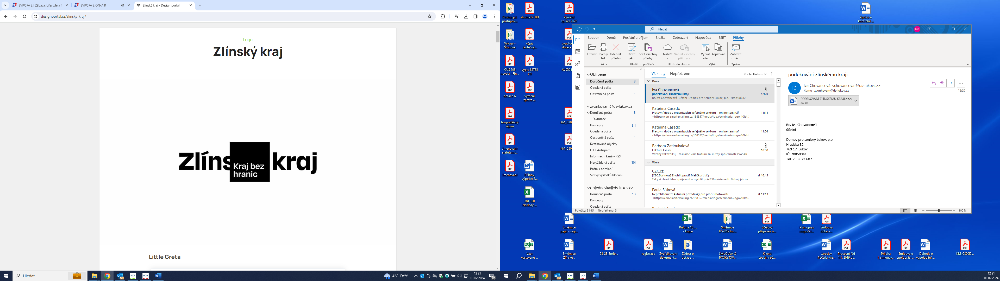 EVROPA 2 | Zábava, Lifestyle a
EVROPA 2 ON-AIR
Zlínský kraj - Design portál
designportal.cz/zlinsky-kraj/
Logo
Zlínský kraj
Zlíns kraj
Kraj bez
hranic
Little Greta
Hledat
4°C Déšť
12:21
01.02.2024
Postup jak
postupov...
vlastnictví BU
Výroční
zpráva 2022
Zpráva o
kontrolní ...
Výkazy -
Štolfová
výpis
skutečný...
vyuctov
dotace
ČÚS 708
novela - Fin...
vypis-83785
(1)
AVÍZO
dotace A
výroční
zpráva ...
hospodářský
zájem
KM_C30
Jmenování
statutární...
KM_C30
Jmenování
Přílohy,
výpočet S...
381 100
Náklady ...
Směrnice
papír - regi...
Priloha_15_...
- kopie
Směrnice
12-2019 Inv...
účelový
příspěvek n...
Plán oprav
rozpočet...
Smlouva
dotace...
Vzor
vystavené ...
Směrnice
Zlínské...
58_23_Smlo...
registrace
Zveřejňování
dokument...
Žádost o
dotace ...
SMLOUVA O
POSKYTOV...
Klienti
sociální pé...
Jaroslav
Pečeňa výz...
Pracovní řád
1.1. 2019.d...
Příloha
1_smlouvy...
Smlouva o
spolupráci ...
_Dohoda o
vypořádání ...
KM_C300i2...
Hledat
BM
Soubor Domů Posílání a příjem Složka Zobrazení Nápověda ESET Přílohy
Otevřít
Rychlý
tisk
Odebrat
přílohu
Uložit
jako
Uložit všechny
přílohy
Nahrát
Nahrát všechny
přílohy
Vybrat
vše
Kopírovat
Zobrazit
zprávu
Akce Uložit do počítače Uložit do cloudu Výběr Zpráva
Oblíbené
Doručená pošta 3
Odeslaná pošta
Odstraněná pošta 1
zvonkovam@ds-lukov.cz
Doručená pošta 3
Fakturace
Koncepty [1]
Odeslaná pošta
Odstraněná pošta 1
Detekované objekty
ESET Antispam
Informační kanály RSS
Nevyžádaná pošta [10]
Pošta k odeslání
Složky výsledků hledání
objednavka@ds-lukov.cz
Doručená pošta 13
Koncepty
Odeslaná pošta
Všechny Nepřečtené Podle: Datum
Dnes
Iva Chovancová
poděkování zlínskému kraji 12:20
Bc. Iva Chovancová účetní Domov pro seniory Lukov, p.o. Hradská 82
Kateřina Casado
Pracovní doba v organizacích veřejného sektoru – online seminář 11:14
<https://cdn-smartemailing.cz/158357/media/loga/seminaria-logo-10let-
Kateřina Casado
Pracovní doba v organizacích veřejného sektoru – online seminář 11:04
<https://cdn-smartemailing.cz/158357/media/loga/seminaria-logo-10let-
Barbora Zatloukalová
Faktura Kvasar 10:08
Vážený zákazníku, zasíláme Vám fakturu za služby společnosti KVASAR
Včera
CZC.cz
[CZC.Business] Zrychlit práci? Maličkost! st 16:45
Taky si chceš letos zpříjemnit a zrychlit práci? Pomůžeme ti. Mrkni, jak na
Paula Sisková
Nepřehlédněte: Aktuální požadavky pro práci s hotovostí st 11:13
<https://cdn-smartemailing.cz/158357/media/loga/seminaria-logo-10let-
poděkování zlínskému kraji
IC
Iva Chovancová <chovancovai@ds-lukov.cz>
Komu zvonkovam@ds-lukov.cz
12:20
PODĚKOVÁNÍ ZLÍNSKÉMU KRAJI.docx
34 KB
Bc. Iva Chovancová
účetní
Domov pro seniory Lukov, p.o.
Hradská 82
763 17 Lukov
IČ: 70850941
Tel. 733 673 607
Položky: 5 815 Nepřečteno: 3
100 %
12:21
01.02.2024